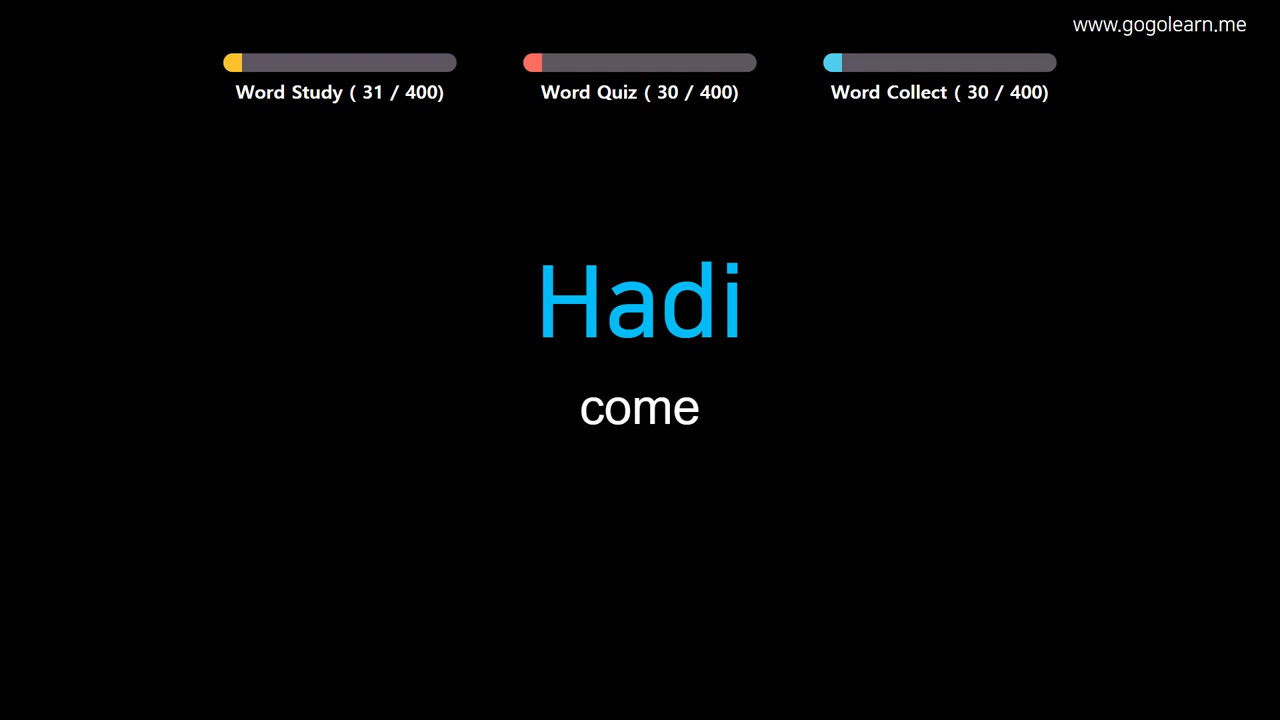 www.gogolearn.me
Word Study ( 31 / 400)
Word Quiz ( 30 / 400)
Word Collect ( 30 / 400)
Hadi
come